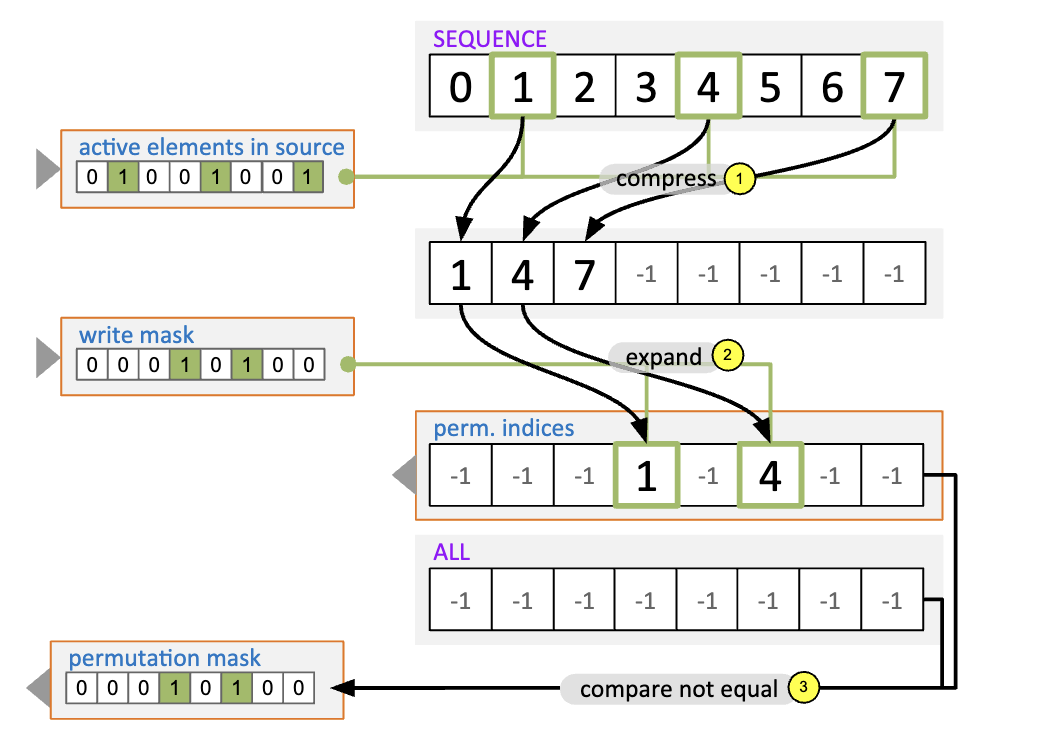 SEQUENCE
0 1 2 3 4 5 6 7
active elements in source
0 1 0 0 1 0 0 1
compress 1
1 4 7 -1 -1 -1 -1 -1
write mask
0 0 0 1 0 1 0 0
expand 2
perm. indices
-1 -1 -1 1 -1 4 -1 -1
ALL
-1 -1 -1 -1 -1 -1 -1 -1
permutation mask
0 0 0 1 0 1 0 0
compare not equal 3